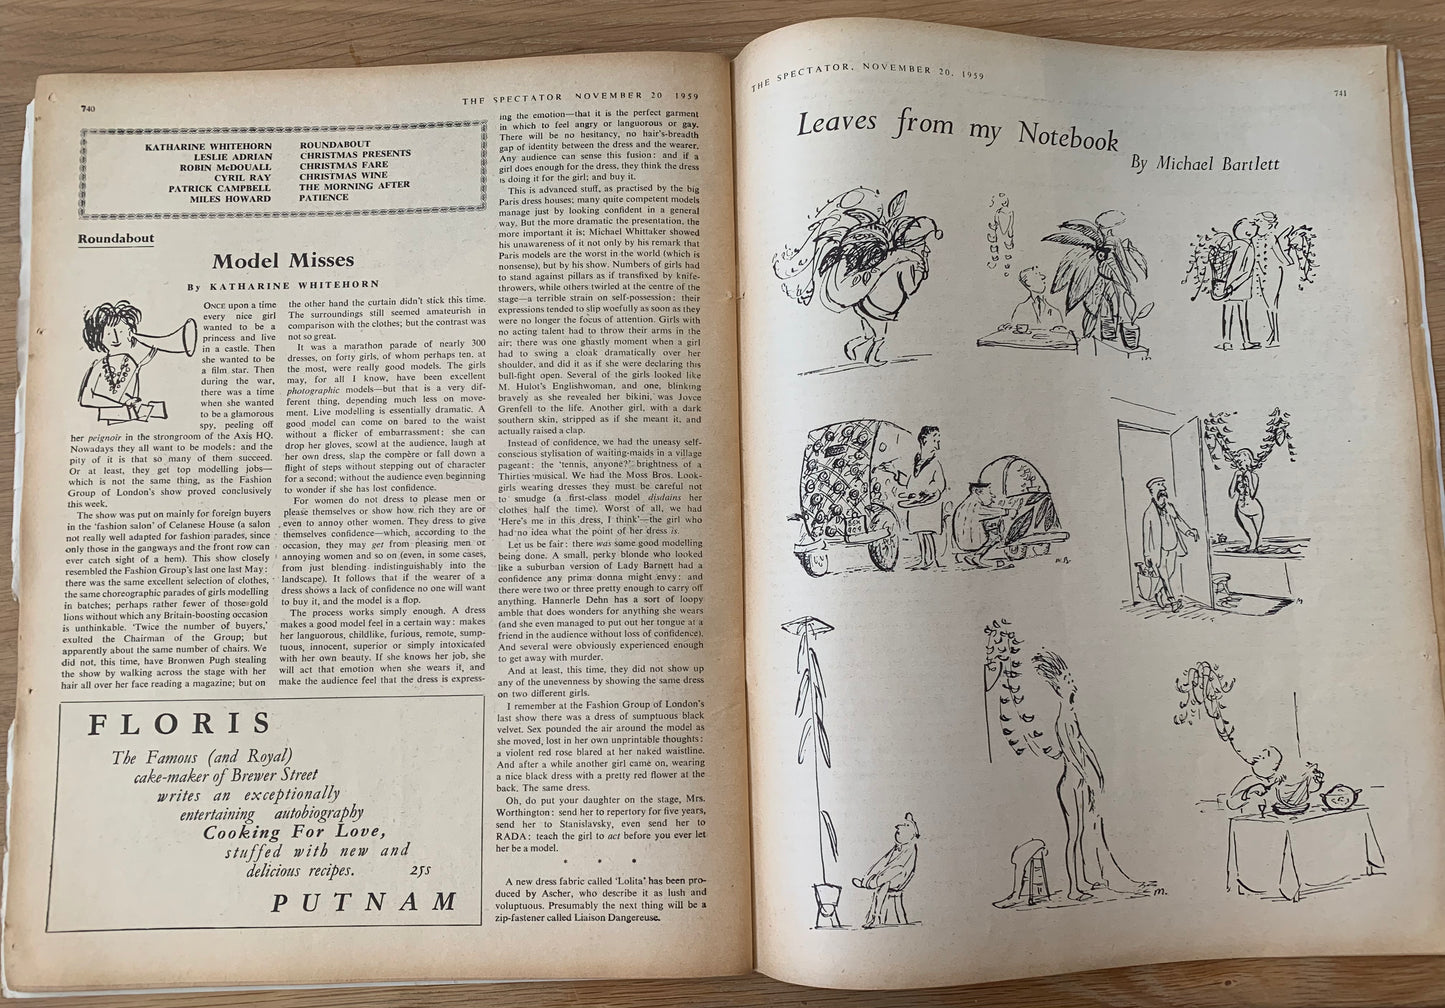 740
THE SPECTATOR NOVEMBER 20 1959
KATHARINE WHITEHORN ROUNDABOUT
LESLIE ADRIAN CHRISTMAS PRESENTS
ROBIN McDOUALL CHRISTMAS FARE
CYRIL RAY CHRISTMAS WINE
PATRICK CAMPBELL THE MORNING AFTER
MILES HOWARD PATIENCE
Roundabout
Model Misses
By KATHARINE WHITEHORN
ONCE upon a time
every nice girl
wanted to be a
princess and live
in a castle. Then
she wanted to be
a film star. Then
during the war,
there was a time
when she wanted
to be a glamorous
spy, peeling off
her peignoir in the strongroom of the Axis HQ.
Nowadays they all want to be models: and the
pity of it is that so many of them succeed.
Or at least, they get top modelling jobs—
which is not the same thing, as the Fashion
Group of London's show proved conclusively
this week.
The show was put on mainly for foreign buyers
in the 'fashion salon' of Celanese House (a salon
not really well adapted for fashion parades, since
only those in the gangways and the front row can
ever catch sight of a hem). This show closely
resembled the Fashion Group's last one last May:
there was the same excellent selection of clothes,
the same choreographic parades of girls modelling
in batches; perhaps rather fewer of those gold
lions without which any Britain-boosting occasion
is unthinkable. 'Twice the number of buyers,'
exulted the Chairman of the Group; but
apparently about the same number of chairs. We
did not, this time, have Bronwen Pugh stealing
the show by walking across the stage with her
hair all over her face reading a magazine; but on
the other hand the curtain didn't stick this time.
The surroundings still seemed amateurish in
comparison with the clothes; but the contrast was
not so great.
It was a marathon parade of nearly 300
dresses, on forty girls, of whom perhaps ten, at
the most, were really good models. The girls
may, for all I know, have been excellent
photographic models—but that is a very dif-
ferent thing, depending much less on move-
ment. Live modelling is essentially dramatic. A
good model can come on bared to the waist
without a flicker of embarrassment; she can
drop her gloves, scowl at the audience, laugh at
her own dress, slap the compère or fall down a
flight of steps without stepping out of character
for a second; without the audience even beginning
to wonder if she has lost confidence.
For women do not dress to please men or
please themselves or show how rich they are or
even to annoy other women. They dress to give
themselves confidence—which, according to the
occasion, they may get from pleasing men or
annoying women and so on (even, in some cases,
from just blending indistinguishably into the
landscape). It follows that if the wearer of a
dress shows a lack of confidence no one will want
to buy it, and the model is a flop.
The process works simply enough. A dress
makes a good model feel in a certain way: makes
her languorous, childlike, furious, remote, sump-
tuous, innocent, superior or simply intoxicated
with her own beauty. If she knows her job, she
will act that emotion when she wears it, and
make the audience feel that the dress is express-
ing the emotion—that it is the perfect garment
in which to feel angry or languorous or gay.
There will be no hesitancy, no hair's-breadth
gap of identity between the dress and the wearer.
Any audience can sense this fusion: and if a
girl does enough for the dress, they think the dress
is doing it for the girl; and buy it.
This is advanced stuff, as practised by the big
Paris dress houses; many quite competent models
manage just by looking confident in a general
way. But the more dramatic the presentation, the
more important it is; Michael Whittaker showed
his unawareness of it not only by his remark that
Paris models are the worst in the world (which is
nonsense), but by his show. Numbers of girls had
to stand against pillars as if transfixed by knife-
throwers, while others twirled at the centre of the
stage—a terrible strain on self-possession: their
expressions tended to slip woefully as soon as they
were no longer the focus of attention. Girls with
no acting talent had to throw their arms in the
air; there was one ghastly moment when a girl
had to swing a cloak dramatically over her
shoulder, and did it as if she were declaring this
bull-fight open. Several of the girls looked like
M. Hulot's Englishwoman, and one, blinking
bravely as she revealed her bikini, was Joyce
Grenfell to the life. Another girl, with a dark
southern skin, stripped as if she meant it, and
actually raised a clap.
Instead of confidence, we had the uneasy self-
conscious stylisation of waiting-maids in a village
pageant: the 'tennis, anyone?' brightness of a
Thirties musical. We had the Moss Bros. Look-
girls wearing dresses they must be careful not
to smudge (a first-class model disdains her
clothes half the time). Worst of all, we had
'Here's me in this dress, I think'—the girl who
had no idea what the point of her dress is.
Let us be fair: there was some good modelling
being done. A small, perky blonde who looked
like a suburban version of Lady Barnett had a
confidence any prima donna might envy: and
there were two or three pretty enough to carry off
anything. Hannerle Dehn has a sort of loopy
amble that does wonders for anything she wears
(and she even managed to put out her tongue at a
friend in the audience without loss of confidence).
And several were obviously experienced enough
to get away with murder.
And at least, this time, they did not show up
any of the unevenness by showing the same dress
on two different girls.
I remember at the Fashion Group of London's
last show there was a dress of sumptuous black
velvet. Sex pounded the air around the model as
she moved, lost in her own unprintable thoughts:
a violent red rose blared at her naked waistline.
And after a while another girl came on, wearing
a nice black dress with a pretty red flower at the
back. The same dress.
Oh, do put your daughter on the stage, Mrs.
Worthington: send her to repertory for five years,
send her to Stanislavsky, even send her to
RADA: teach the girl to act before you ever let
her be a model.
* * *
A new dress fabric called 'Lolita' has been pro-
duced by Ascher, who describe it as lush and
voluptuous. Presumably the next thing will be a
zip-fastener called Liaison Dangereuse.
FLORIS
The Famous (and Royal)
cake-maker of Brewer Street
writes an exceptionally
entertaining autobiography
Cooking For Love,
stuffed with new and
delicious recipes. 25s
PUTNAM
THE SPECTATOR, NOVEMBER 20, 1959
741
Leaves from my Notebook
By Michael Bartlett
M.B.
M
m.